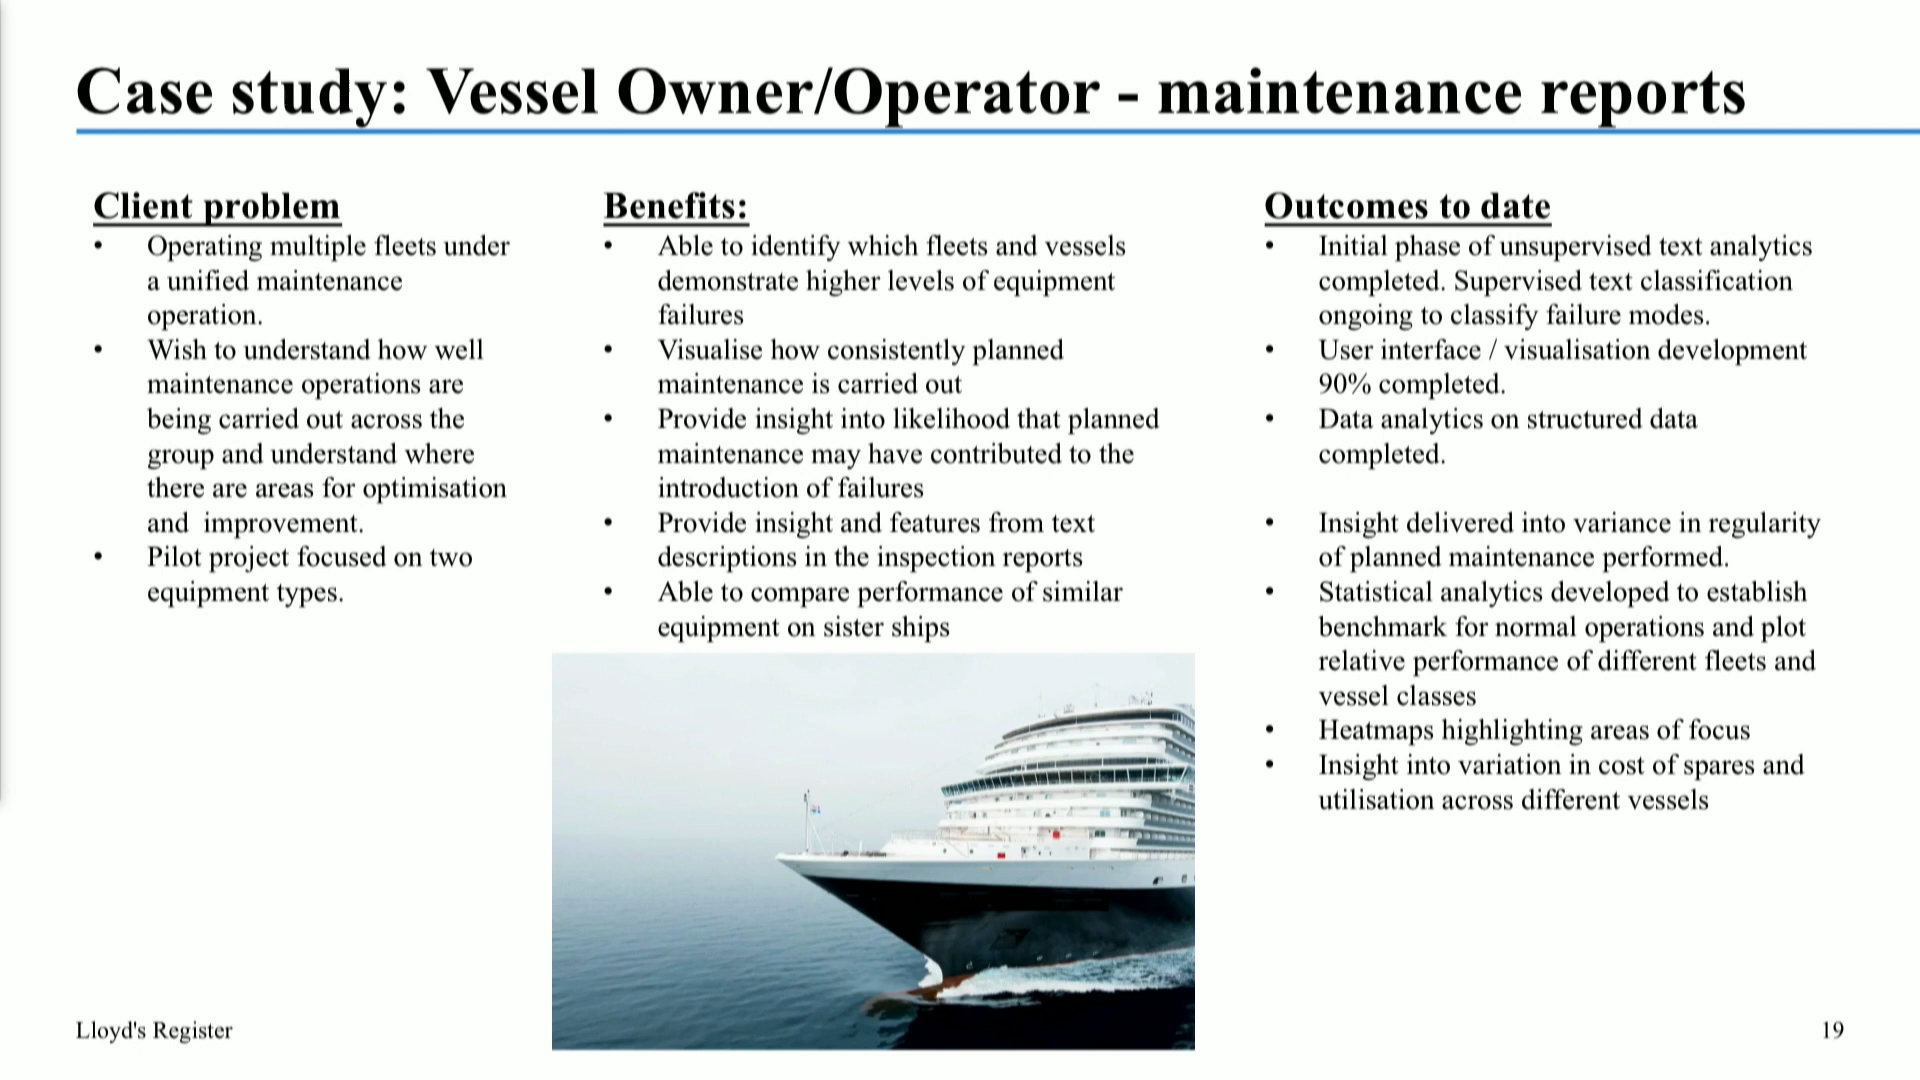 Case study: Vessel Owner/Operator - maintenance reports
Client problem
• Operating multiple fleets under
a unified maintenance
operation.
• Wish to understand how well
maintenance operations are
being carried out across the
group and understand where
there are areas for optimisation
and  improvement.
• Pilot project focused on two
equipment types.
Benefits:
• Able to identify which fleets and vessels
demonstrate higher levels of equipment
failures
• Visualise how consistently planned
maintenance is carried out
• Provide insight into likelihood that planned
maintenance may have contributed to the
introduction of failures
• Provide insight and features from text
descriptions in the inspection reports
• Able to compare performance of similar
equipment on sister ships
Outcomes to date
• Initial phase of unsupervised text analytics
completed. Supervised text classification
ongoing to classify failure modes.
• User interface / visualisation development
90% completed.
• Data analytics on structured data
completed.
• Insight delivered into variance in regularity
of planned maintenance performed.
• Statistical analytics developed to establish
benchmark for normal operations and plot
relative performance of different fleets and
vessel classes
• Heatmaps highlighting areas of focus
• Insight into variation in cost of spares and
utilisation across different vessels
Lloyd's Register
19